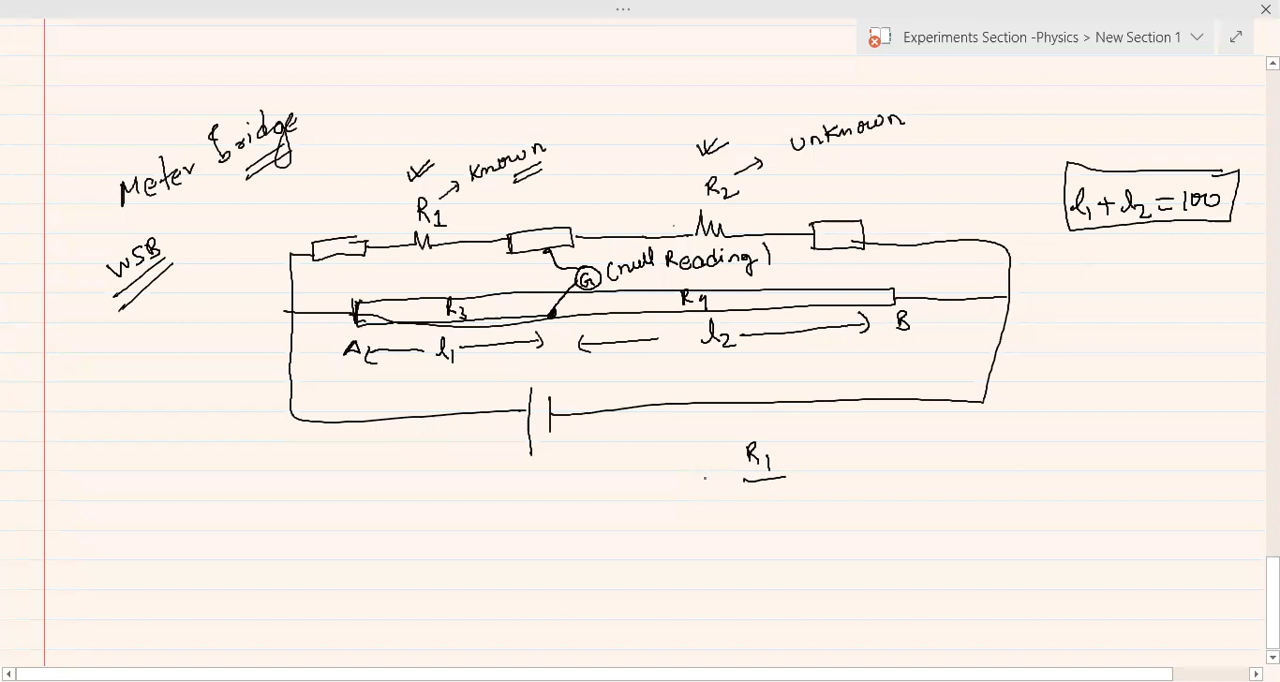 ...
Experiments Section -Physics > New Section 1
Meter Bridge
WSB
R1 → Known
R2 → unknown
l1 + l2 = 100
G (null Reading)
R3
R4
A
l1
l2
B
R1